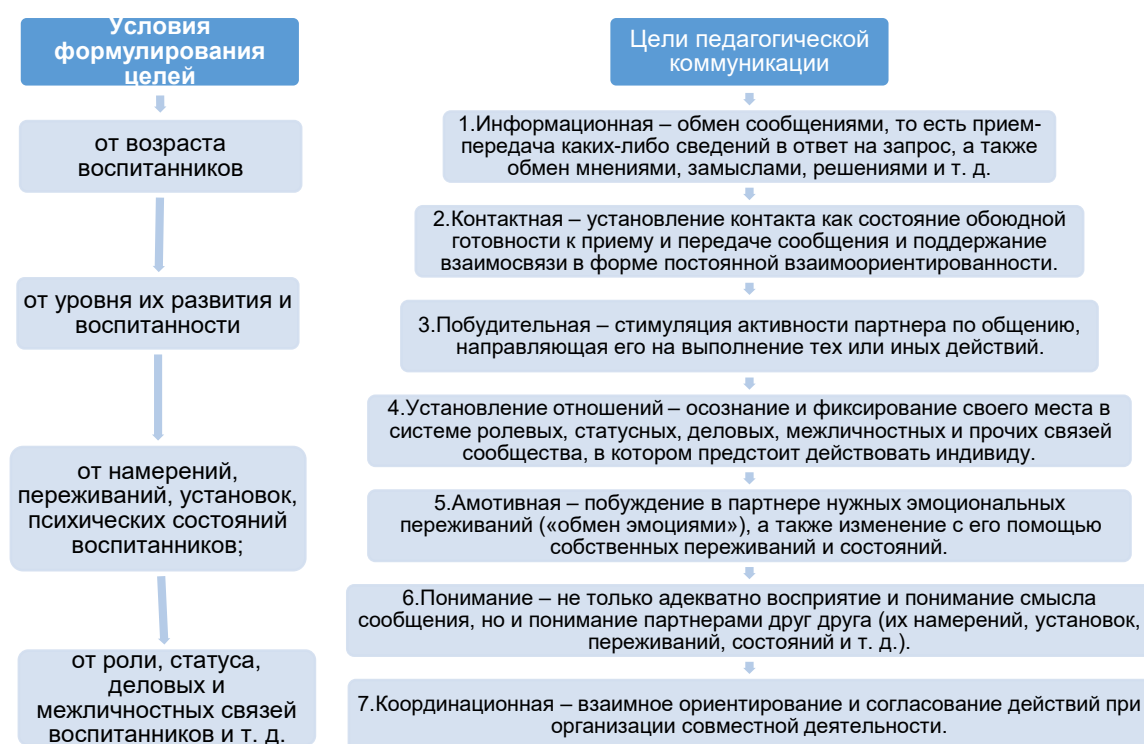 Условия
формулирования
целей
от возраста
воспитанников
от уровня их развития и
воспитанности
от намерений,
переживаний, установок,
психических состояний
воспитанников;
от роли, статуса,
деловых и
межличностных связей
воспитанников и т. д.
Цели педагогической
коммуникации
1.Информационная – обмен сообщениями, то есть прием-
передача каких-либо сведений в ответ на запрос, а также
обмен мнениями, замыслами, решениями и т. д.
2.Контактная – установление контакта как состояние обоюдной
готовности к приему и передаче сообщения и поддержание
взаимосвязи в форме постоянной взаимоориентированности.
3.Побудительная – стимуляция активности партнера по общению,
направляющая его на выполнение тех или иных действий.
4.Установление отношений – осознание и фиксирование своего места в
системе ролевых, статусных, деловых, межличностных и прочих связей
сообщества, в котором предстоит действовать индивиду.
5.Амотивная – побуждение в партнере нужных эмоциональных
переживаний («обмен эмоциями»), а также изменение с его помощью
собственных переживаний и состояний.
6.Понимание – не только адекватно восприятие и понимание смысла
сообщения, но и понимание партнерами друг друга (их намерений, установок,
переживаний, состояний и т. д.).
7.Координационная – взаимное ориентирование и согласование действий при
организации совместной деятельности.